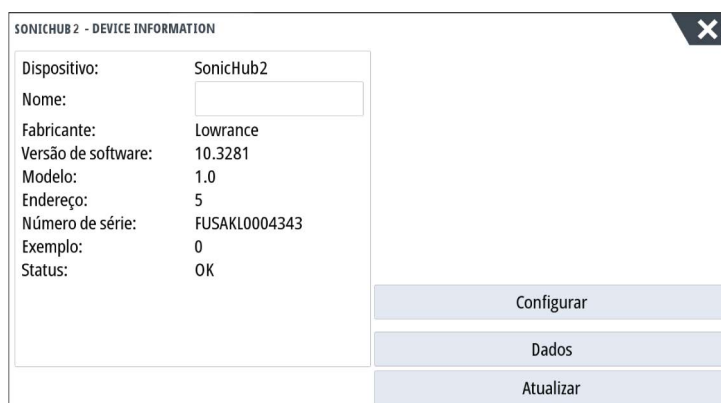 SONICHUB 2 - DEVICE INFORMATION
Dispositivo: SonicHub2
Nome:
Fabricante: Lowrance
Versão de software: 10.3281
Modelo: 1.0
Endereço: 5
Número de série: FUSAKL0004343
Exemplo: 0
Status: OK
Configurar
Dados
Atualizar